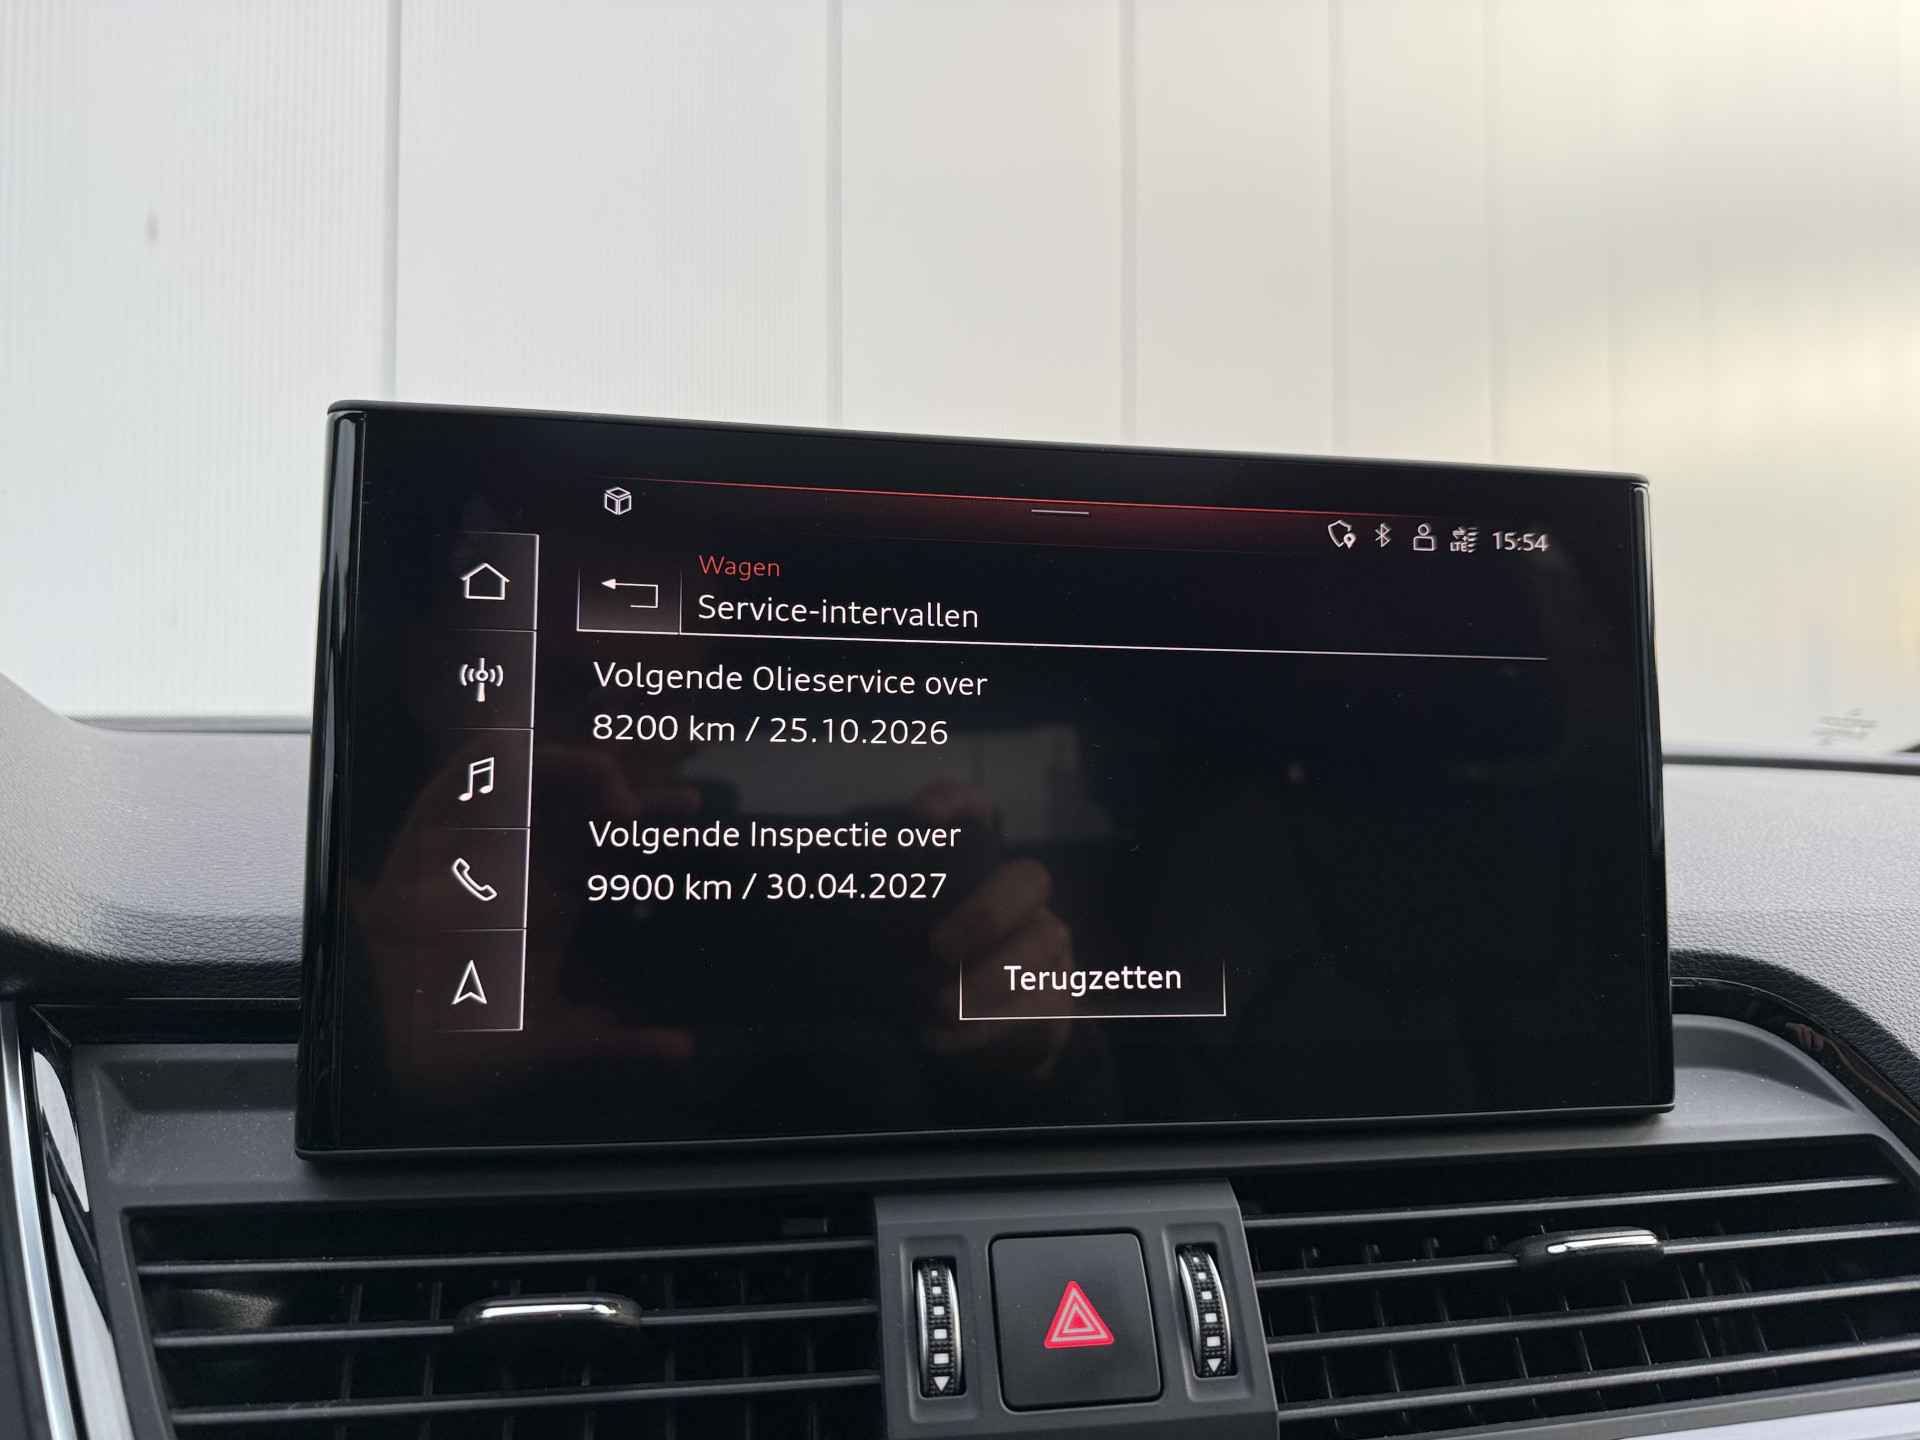 LTE 15:54
Wagen
Service-intervallen
Volgende Olieservice over
8200 km / 25.10.2026
Volgende Inspectie over
9900 km / 30.04.2027
Terugzetten